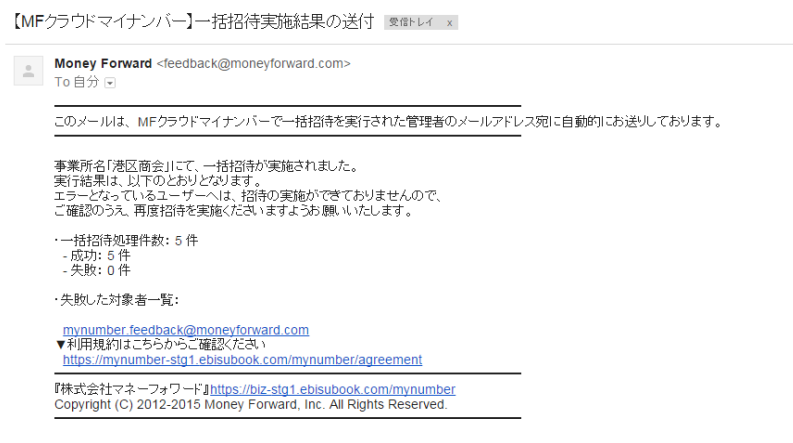 【MFクラウドマイナンバー】一括招待実施結果の送付 受信トレイ x
Money Forward <feedback@moneyforward.com>
To 自分
このメールは、MFクラウドマイナンバーで一括招待を実行された管理者のメールアドレス宛に自動的にお送りしております。
事業所名「港区商会」にて、一括招待が実施されました。
実行結果は、以下のとおりとなります。
エラーとなっているユーザーへは、招待の実施ができておりませんので、
ご確認のうえ、再度招待を実施くださいますようお願いいたします。
・一括招待処理件数: 5 件
- 成功: 5 件
- 失敗: 0 件
・失敗した対象者一覧:
mynumber.feedback@moneyforward.com
▼利用規約はこちらからご確認ください
https://mynumber-stg1.ebisubook.com/mynumber/agreement
『株式会社マネーフォワード』https://biz-stg1.ebisubook.com/mynumber
Copyright (C) 2012-2015 Money Forward, Inc. All Rights Reserved.